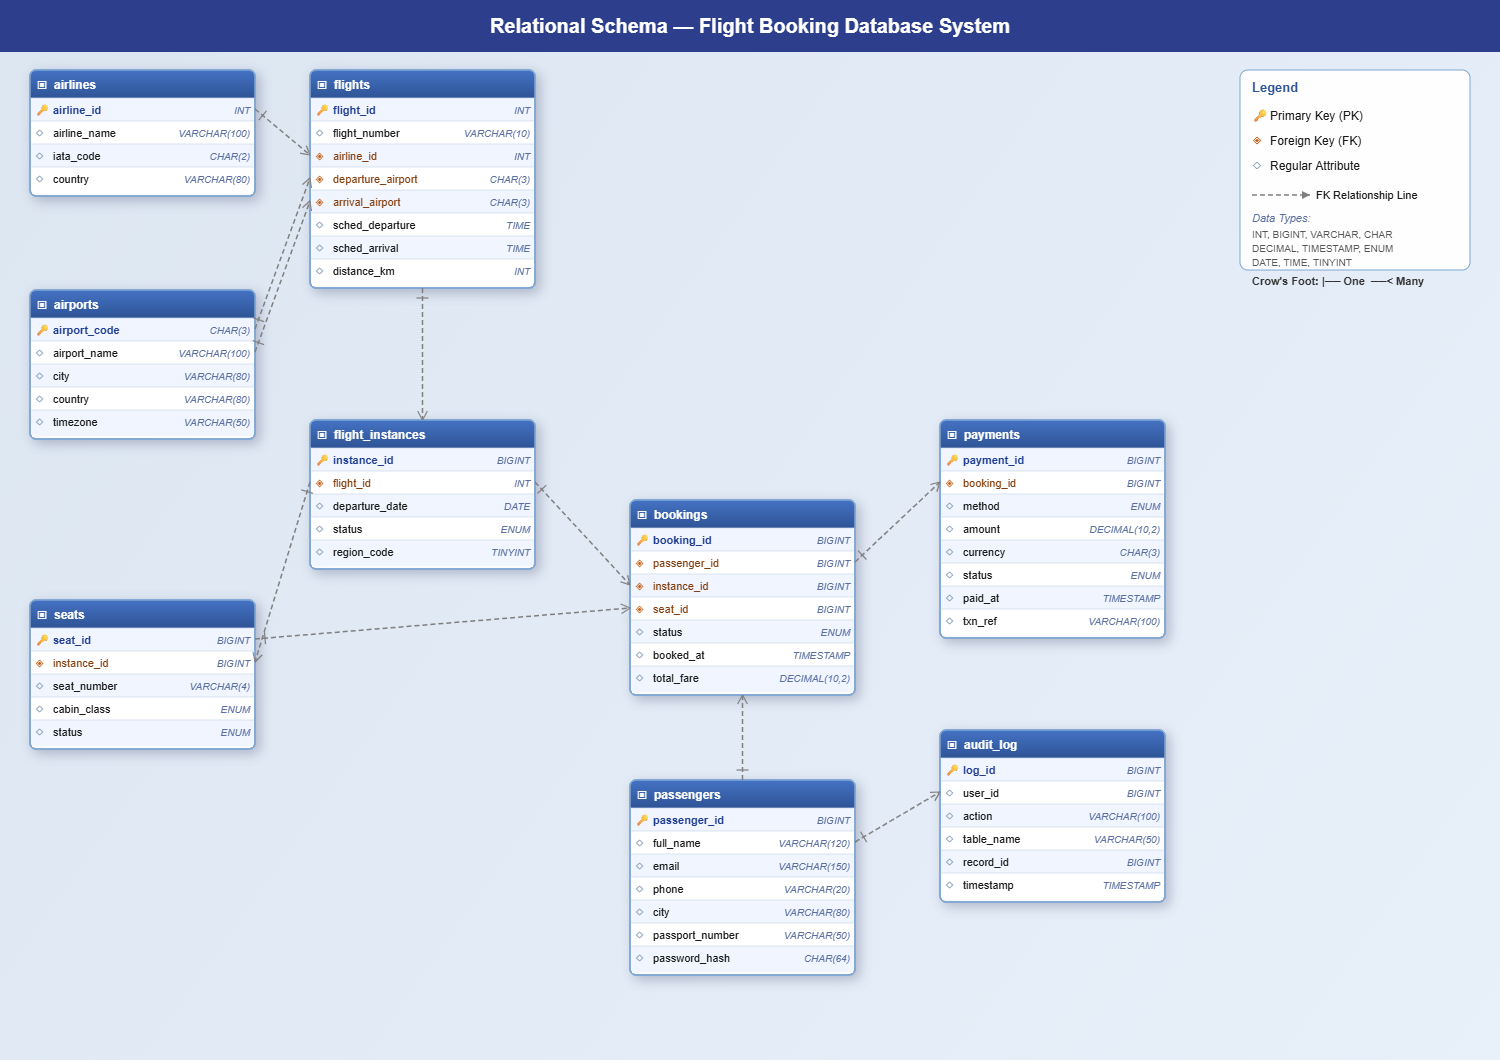 Relational Schema — Flight Booking Database System
airlines
airline_id INT
airline_name VARCHAR(100)
iata_code CHAR(2)
country VARCHAR(80)
flights
flight_id INT
flight_number VARCHAR(10)
airline_id INT
departure_airport CHAR(3)
arrival_airport CHAR(3)
sched_departure TIME
sched_arrival TIME
distance_km INT
Legend
Primary Key (PK)
Foreign Key (FK)
Regular Attribute
FK Relationship Line
Data Types:
INT, BIGINT, VARCHAR, CHAR
DECIMAL, TIMESTAMP, ENUM
DATE, TIME, TINYINT
Crow's Foot: |── One ──< Many
airports
airport_code CHAR(3)
airport_name VARCHAR(100)
city VARCHAR(80)
country VARCHAR(80)
timezone VARCHAR(50)
flight_instances
instance_id BIGINT
flight_id INT
departure_date DATE
status ENUM
region_code TINYINT
payments
payment_id BIGINT
booking_id BIGINT
method ENUM
amount DECIMAL(10,2)
currency CHAR(3)
status ENUM
paid_at TIMESTAMP
txn_ref VARCHAR(100)
bookings
booking_id BIGINT
passenger_id BIGINT
instance_id BIGINT
seat_id BIGINT
status ENUM
booked_at TIMESTAMP
total_fare DECIMAL(10,2)
seats
seat_id BIGINT
instance_id BIGINT
seat_number VARCHAR(4)
cabin_class ENUM
status ENUM
audit_log
log_id BIGINT
user_id BIGINT
action VARCHAR(100)
table_name VARCHAR(50)
record_id BIGINT
timestamp TIMESTAMP
passengers
passenger_id BIGINT
full_name VARCHAR(120)
email VARCHAR(150)
phone VARCHAR(20)
city VARCHAR(80)
passport_number VARCHAR(50)
password_hash CHAR(64)